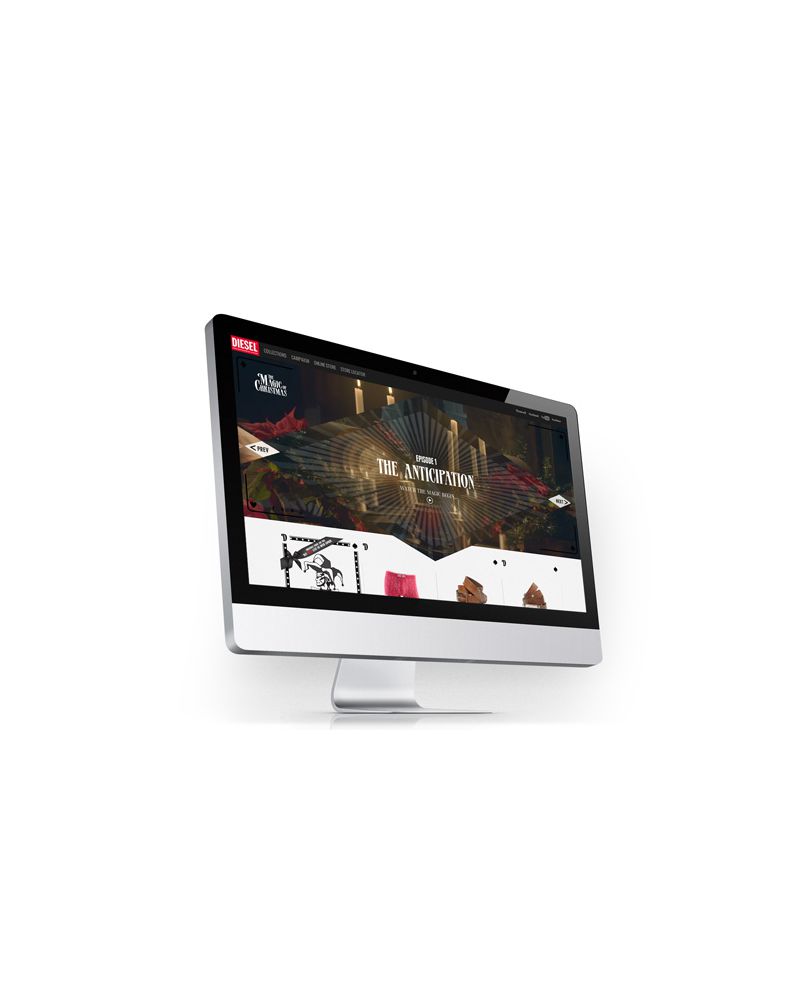 DIESEL
COLLECTIONS CAMPAIGN ONLINE STORE STORE LOCATOR
THE
MAGIC OF
CHRISTMAS
PREV
EPISODE 1
THE ANTICIPATION
WATCH THE MAGIC BEGIN
NEXT